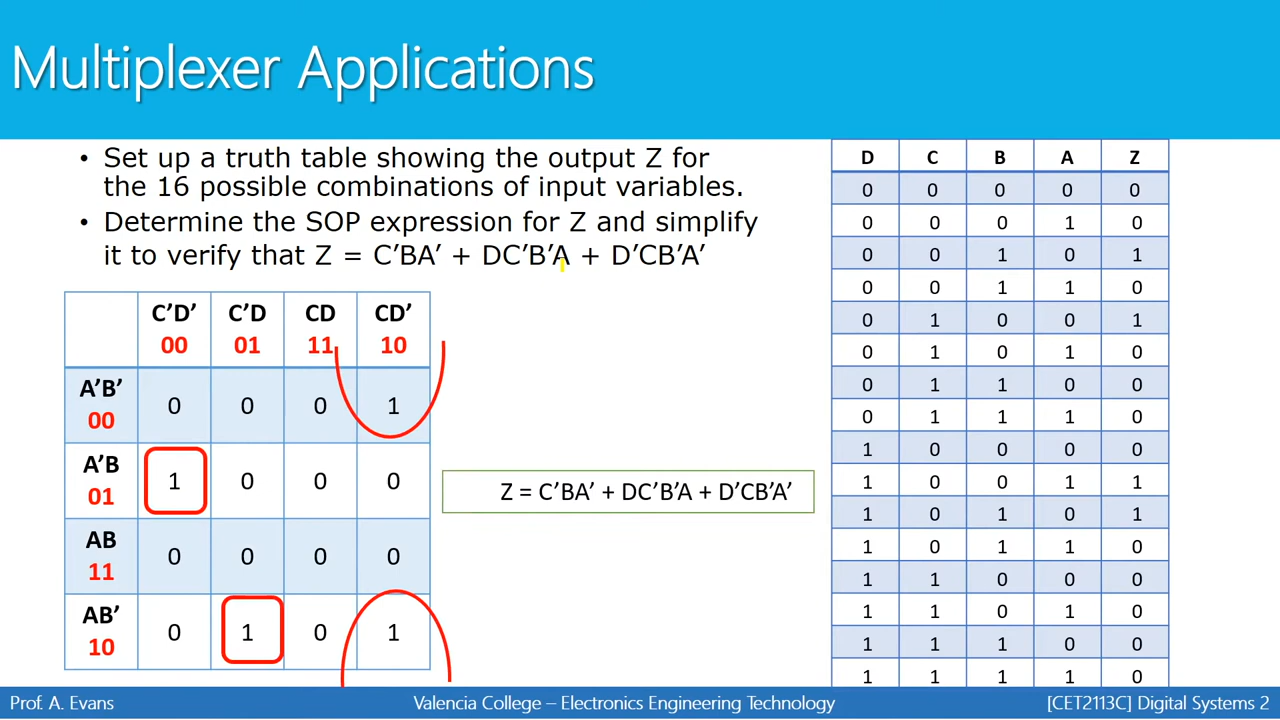 Multiplexer Applications
• Set up a truth table showing the output Z for
the 16 possible combinations of input variables.
• Determine the SOP expression for Z and simplify
it to verify that Z = C’BA’ + DC’B’A + D’CB’A’
C’D’ C’D CD CD’
00 01 11 10
A’B’
00
0 0 0 1
A’B
01
1 0 0 0
AB
11
0 0 0 0
AB’
10
0 1 0 1
Z = C’BA’ + DC’B’A + D’CB’A’
D C B A Z
0 0 0 0 0
0 0 0 1 0
0 0 1 0 1
0 0 1 1 0
0 1 0 0 1
0 1 0 1 0
0 1 1 0 0
0 1 1 1 0
1 0 0 0 0
1 0 0 1 1
1 0 1 0 1
1 0 1 1 0
1 1 0 0 0
1 1 0 1 0
1 1 1 0 0
1 1 1 1 0
Prof. A. Evans
Valencia College – Electronics Engineering Technology
[CET2113C] Digital Systems 2